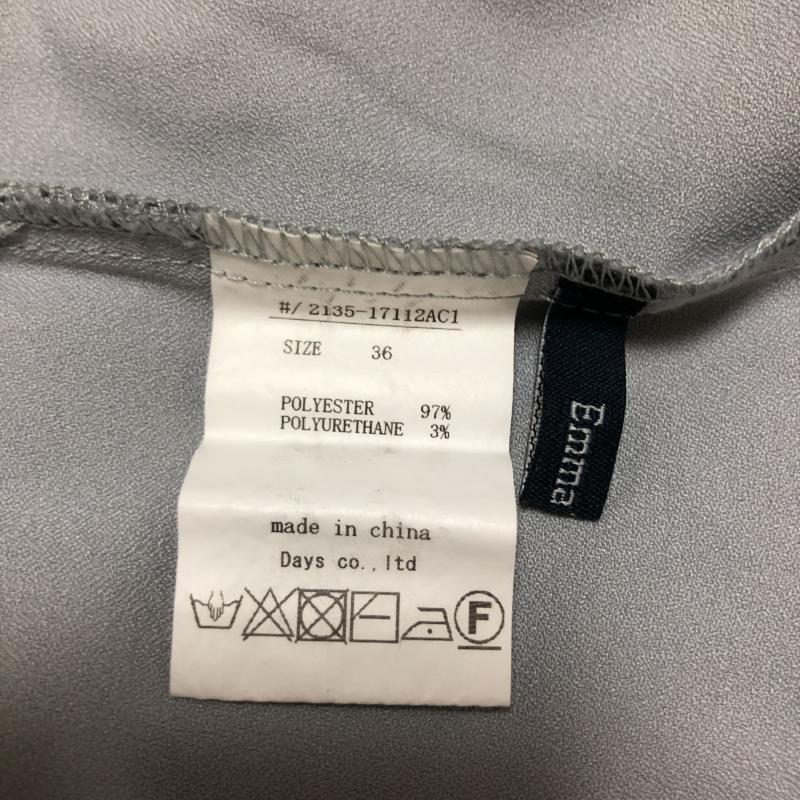 #/ 2135-17112AC1
SIZE 36
POLYESTER 97%
POLYURETHANE 3%
made in china
Days co.,ltd
F
Emma